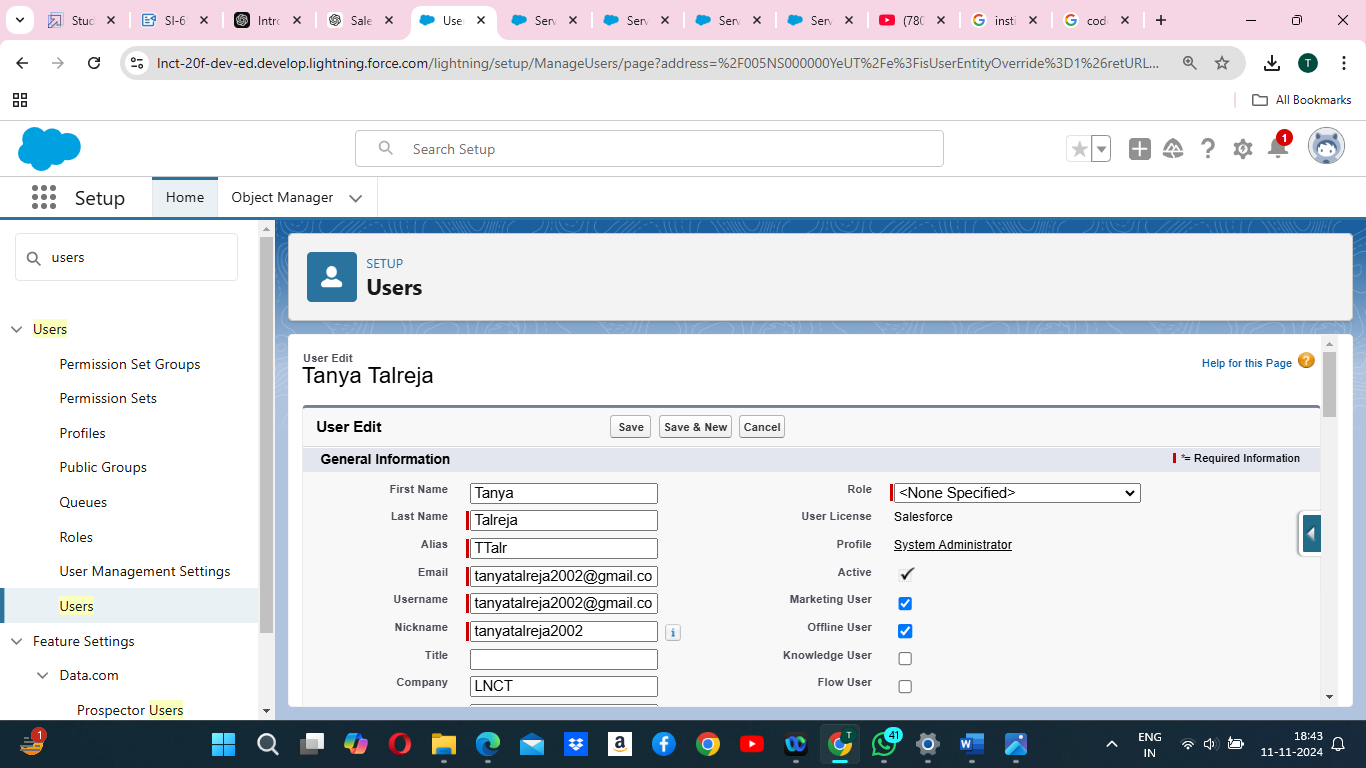 Stud
SI-6
Intro
Sale
User
Serv
Serv
Serv
Serv
(780
insti
code
lnct-20f-dev-ed.develop.lightning.force.com/lightning/setup/ManageUsers/page?address=%2F005NS000000YeUT%2Fe%3FisUserEntityOverride%3D1%26retURL...
T
All Bookmarks
Search Setup
1
Setup
Home
Object Manager
users
Users
Permission Set Groups
Permission Sets
Profiles
Public Groups
Queues
Roles
User Management Settings
Users
Feature Settings
Data.com
Prospector Users
SETUP
Users
User Edit
Tanya Talreja
Help for this Page ?
User Edit
Save
Save & New
Cancel
General Information
*= Required Information
First Name Tanya
Role <None Specified>
Last Name Talreja
User License Salesforce
Alias TTalr
Profile System Administrator
Email tanyatalreja2002@gmail.co
Active
Username tanyatalreja2002@gmail.co
Marketing User
Nickname tanyatalreja2002 i
Offline User
Title
Knowledge User
Company LNCT
Flow User
1
a
T
41
W
ENG
IN
18:43
11-11-2024